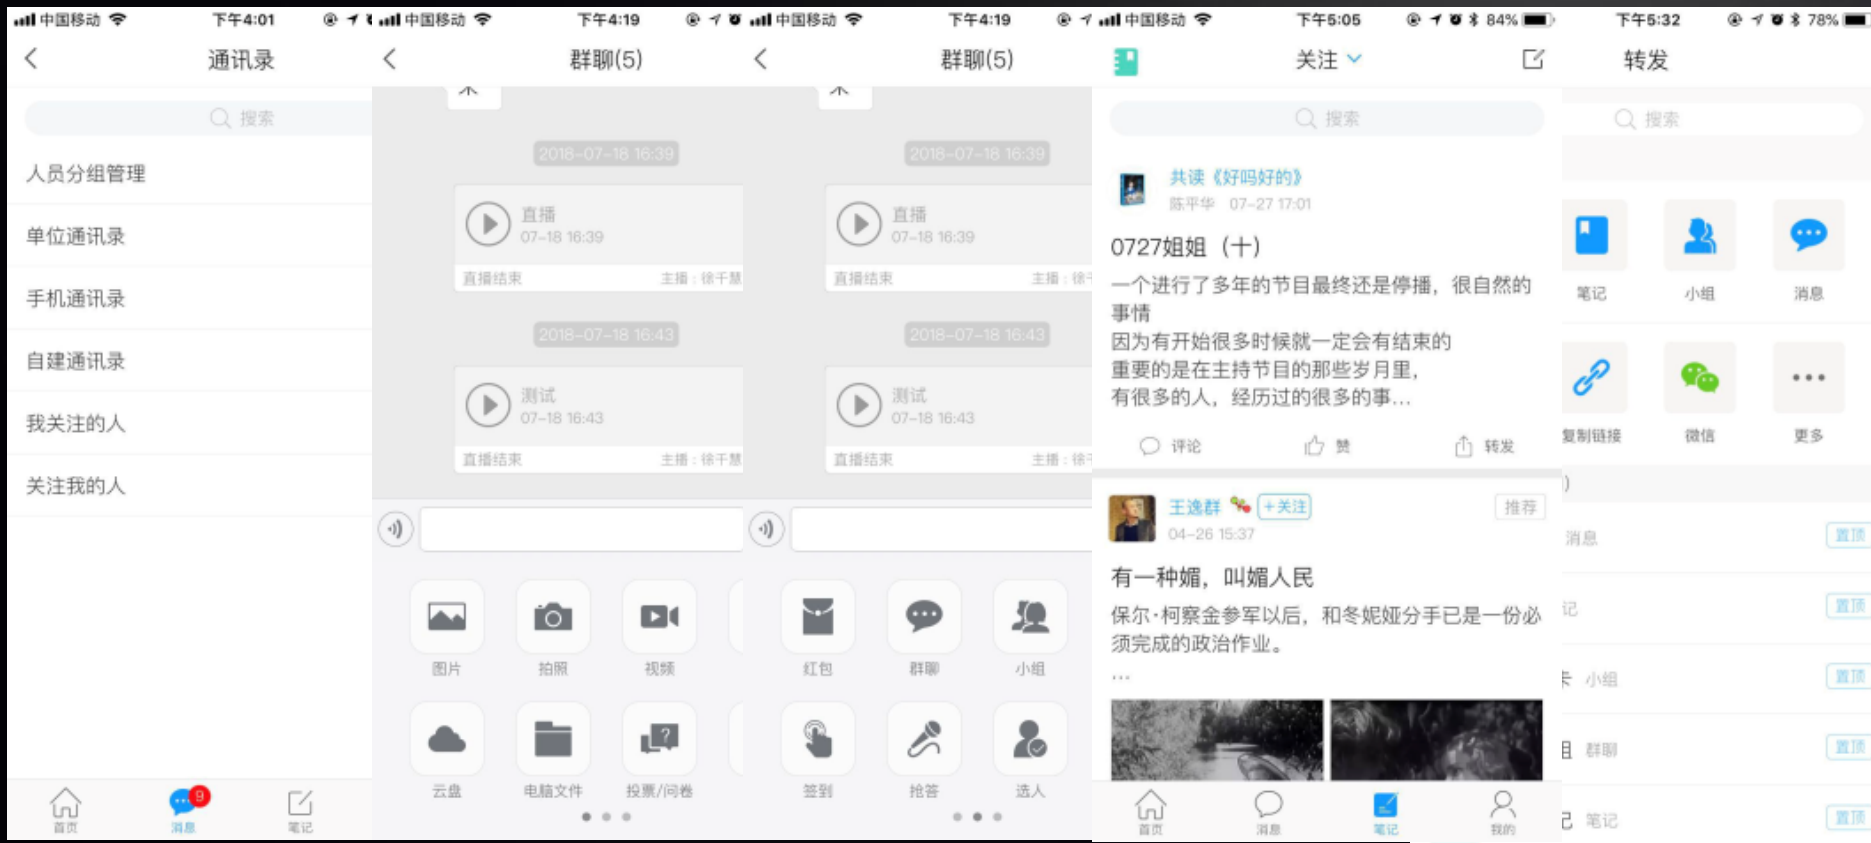 中国移动
下午4:01
通讯录
搜索
人员分组管理
单位通讯录
手机通讯录
自建通讯录
我关注的人
关注我的人
首页
9
消息
笔记
中国移动
下午4:19
群聊(5)
2018-07-18 16:39
直播
07-18 16:39
直播结束
主播：徐千慧
2018-07-18 16:43
测试
07-18 16:43
直播结束
主播：徐千慧
图片
拍照
视频
云盘
电脑文件
投票/问卷
中国移动
下午4:19
群聊(5)
2018-07-18 16:39
直播
07-18 16:39
直播结束
主播：徐
2018-07-18 16:43
测试
07-18 16:43
直播结束
主播：徐
红包
群聊
小组
签到
抢答
选人
中国移动
下午5:05
84%
关注
搜索
共读《好吗好的》
陈平华 07-27 17:01
0727姐姐（十）
一个进行了多年的节目最终还是停播，很自然的
事情
因为有开始很多时候就一定会有结束的
重要的是在主持节目的那些岁月里，
有很多的人，经历过的很多的事...
评论
赞
转发
王逸群
+关注
推荐
04-26 15:37
有一种媚，叫媚人民
保尔·柯察金参军以后，和冬妮娅分手已是一份必
须完成的政治作业。
...
首页
消息
笔记
我的
下午5:32
78%
转发
搜索
笔记
小组
消息
复制链接
微信
更多
)
消息
置顶
记
置顶
小组
置顶
群聊
置顶
笔记
置顶